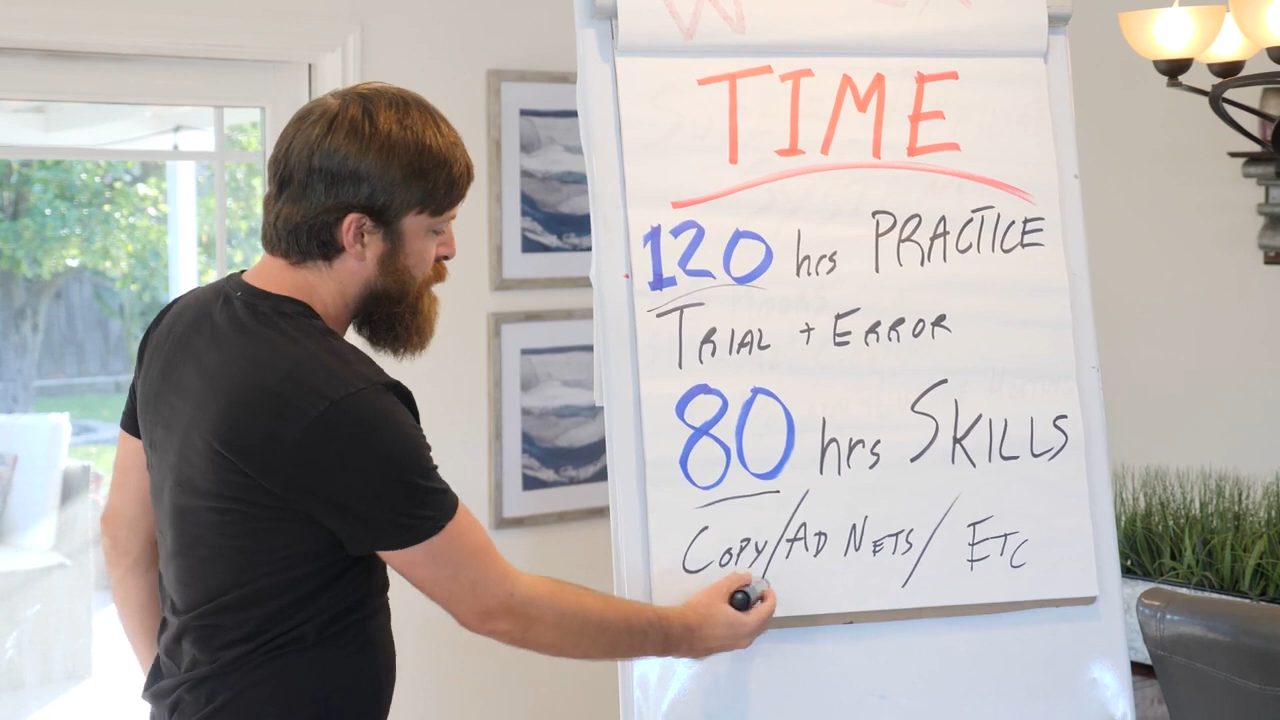 TIME
120 hrs PRACTICE
TRIAL + ERROR
80 hrs SKILLS
COPY/AD NETS/ ETC